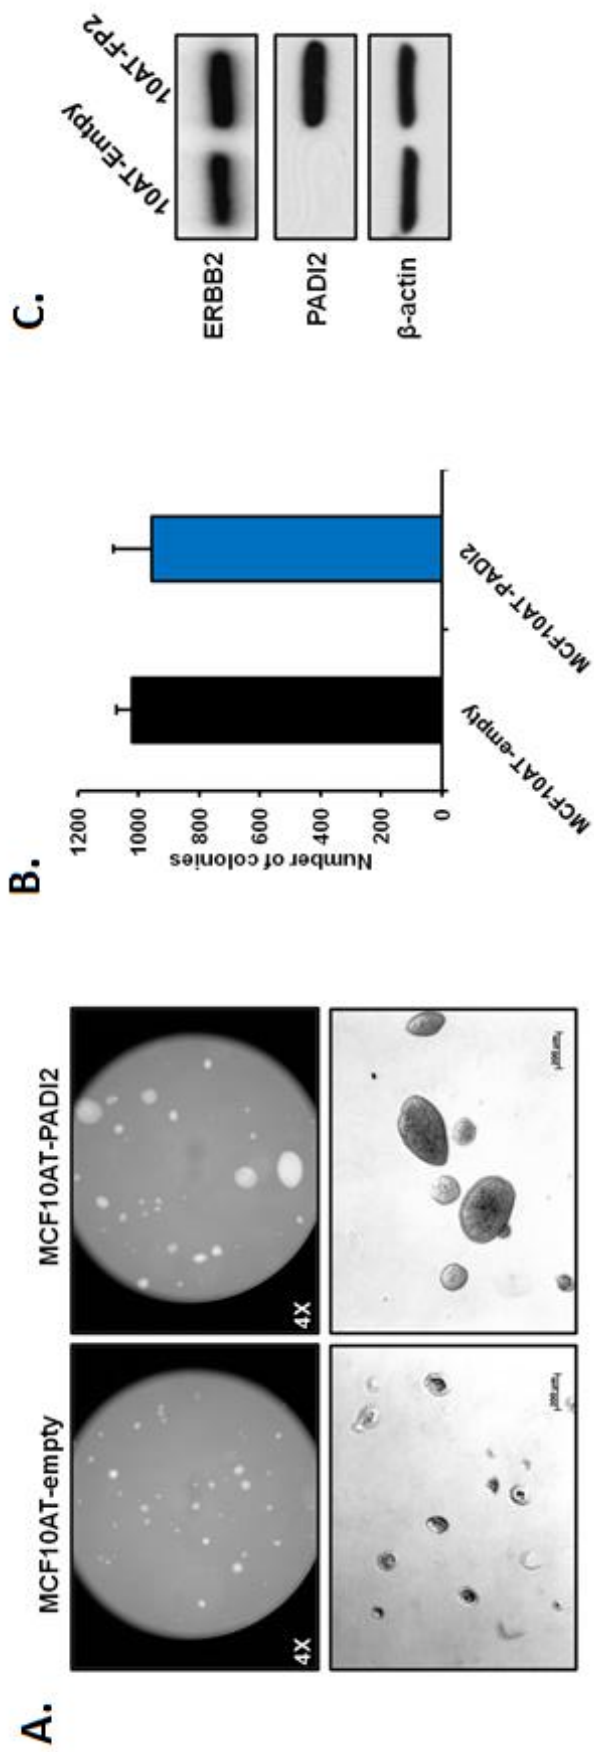 A.
MCF10AT-empty
MCF10AT-PADI2
4X
4X
B.
Number of colonies
1200
1000
800
600
400
200
0
MCF10AT-empty
MCF10AT-PADI2
C.
10AT-Emtpy
10AT-FP2
ERBB2
PADI2
β-actin